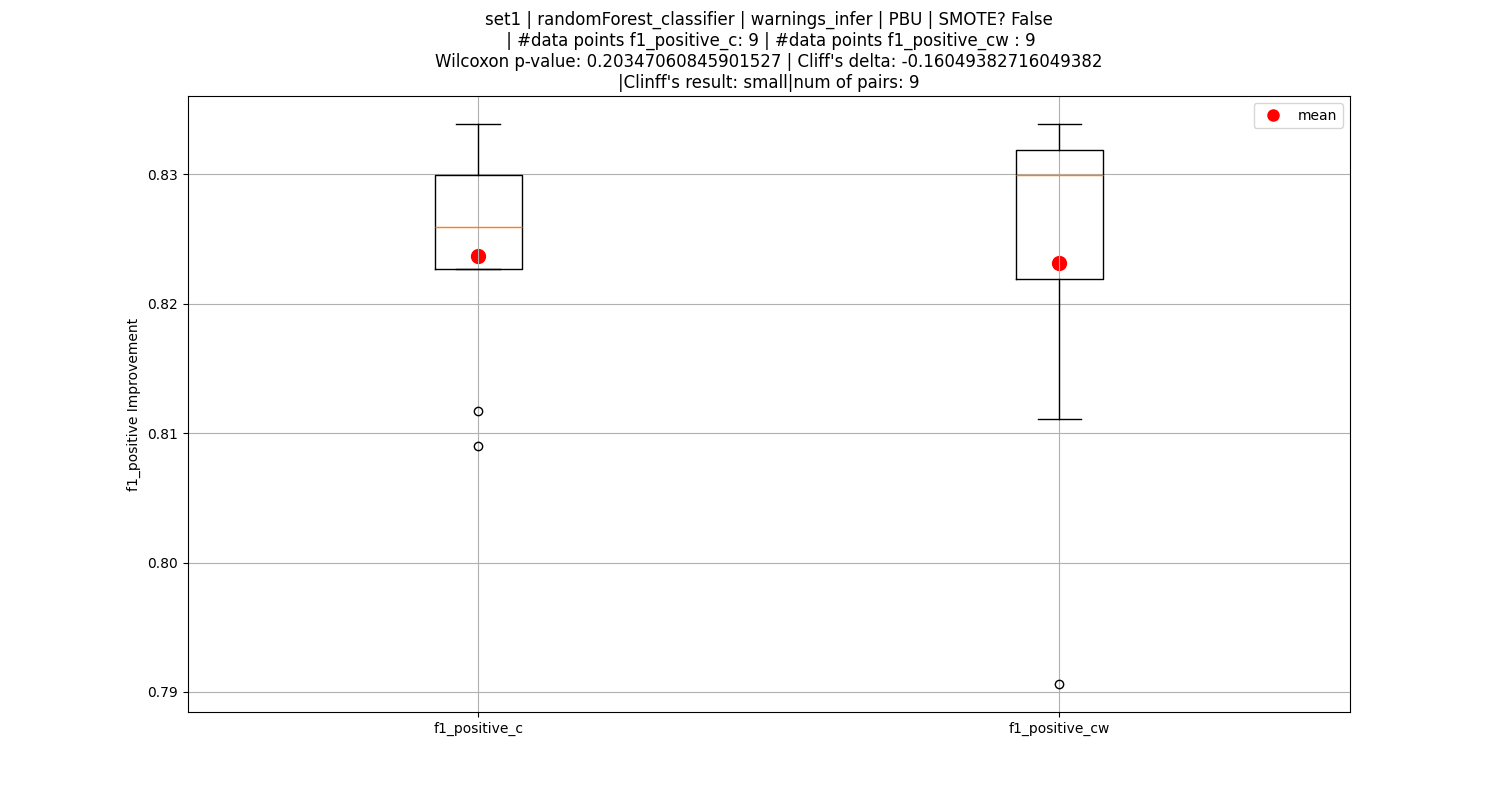 set1 | randomForest_classifier | warnings_infer | PBU | SMOTE? False
| #data points f1_positive_c: 9 | #data points f1_positive_cw : 9
Wilcoxon p-value: 0.20347060845901527 | Cliff's delta: -0.16049382716049382
|Clinff's result: small|num of pairs: 9
mean
f1_positive Improvement
0.83
0.82
0.81
0.80
0.79
f1_positive_c
f1_positive_cw